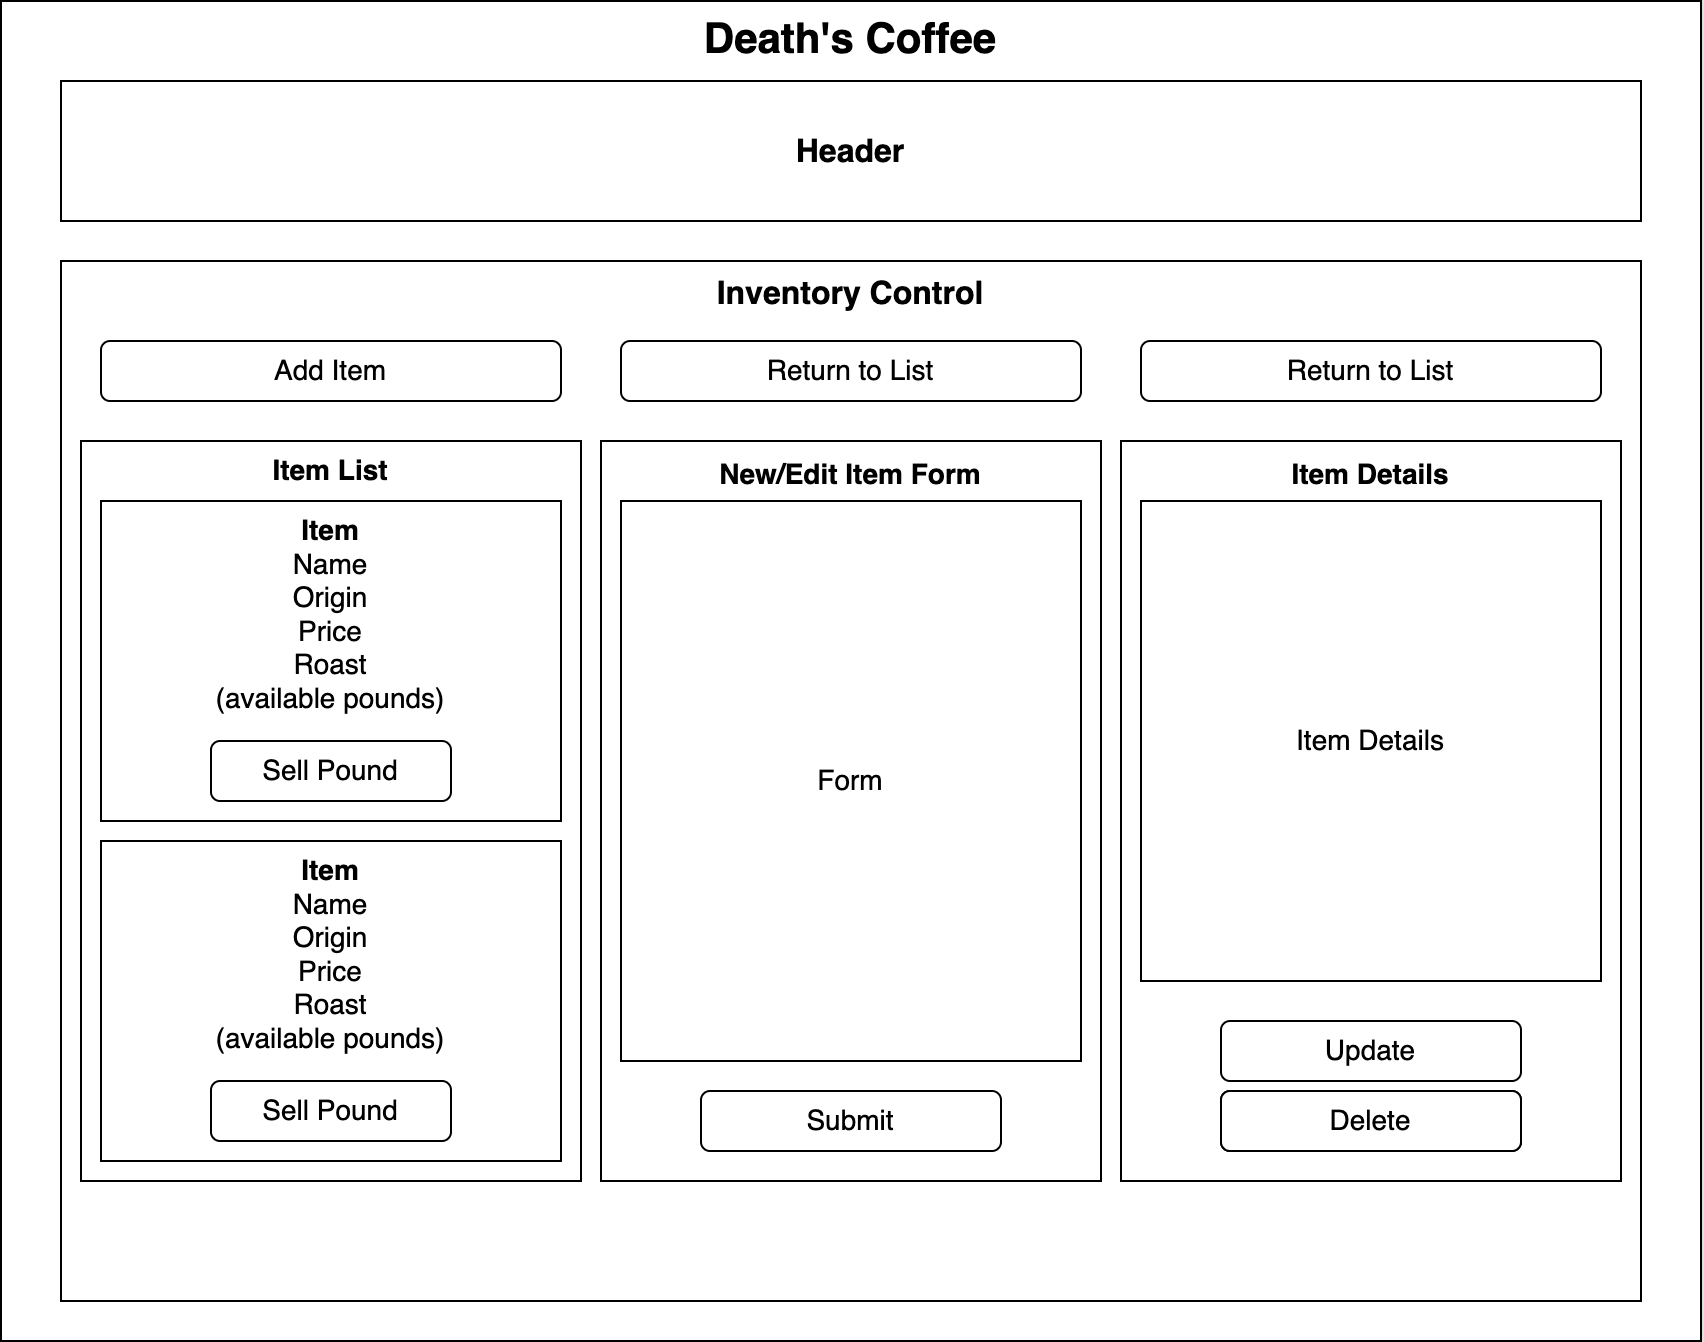 Death's Coffee
Header
Inventory Control
Add Item
Return to List
Return to List
Item List
Item
Name
Origin
Price
Roast
(available pounds)
Sell Pound
Item
Name
Origin
Price
Roast
(available pounds)
Sell Pound
New/Edit Item Form
Form
Submit
Item Details
Item Details
Update
Delete